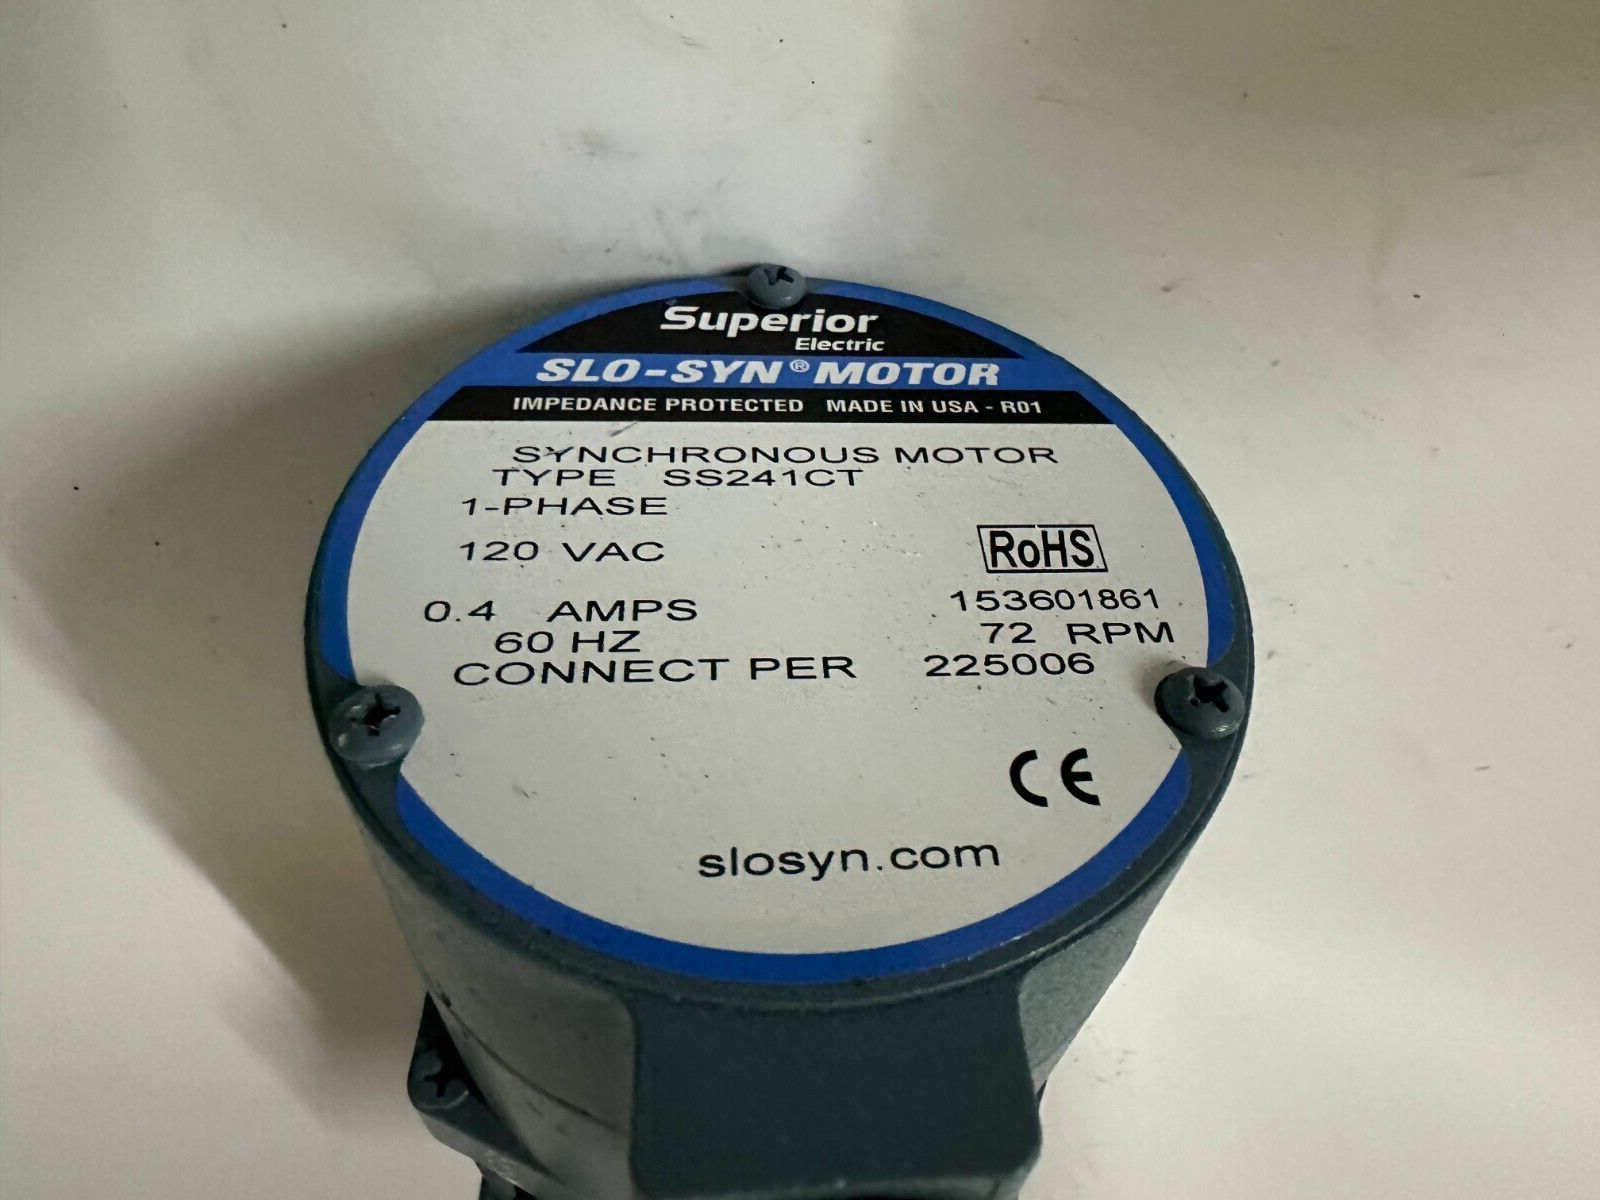 Superior
Electric
SLO-SYN® MOTOR
IMPEDANCE PROTECTED MADE IN USA - R01
SYNCHRONOUS MOTOR
TYPE SS241CT
1-PHASE
120 VAC RoHS
0.4 AMPS 153601861
60 HZ 72 RPM
CONNECT PER 225006
CE
slosyn.com